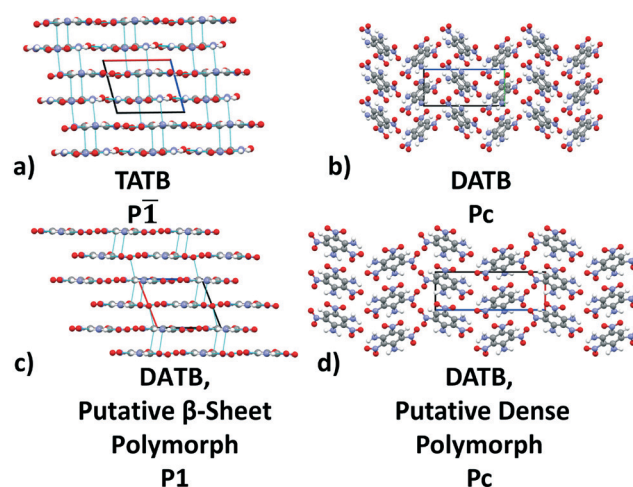 a)
TATB
P1̅
b)
DATB
Pc
c)
DATB,
Putative β-Sheet
Polymorph
P1
d)
DATB,
Putative Dense
Polymorph
Pc